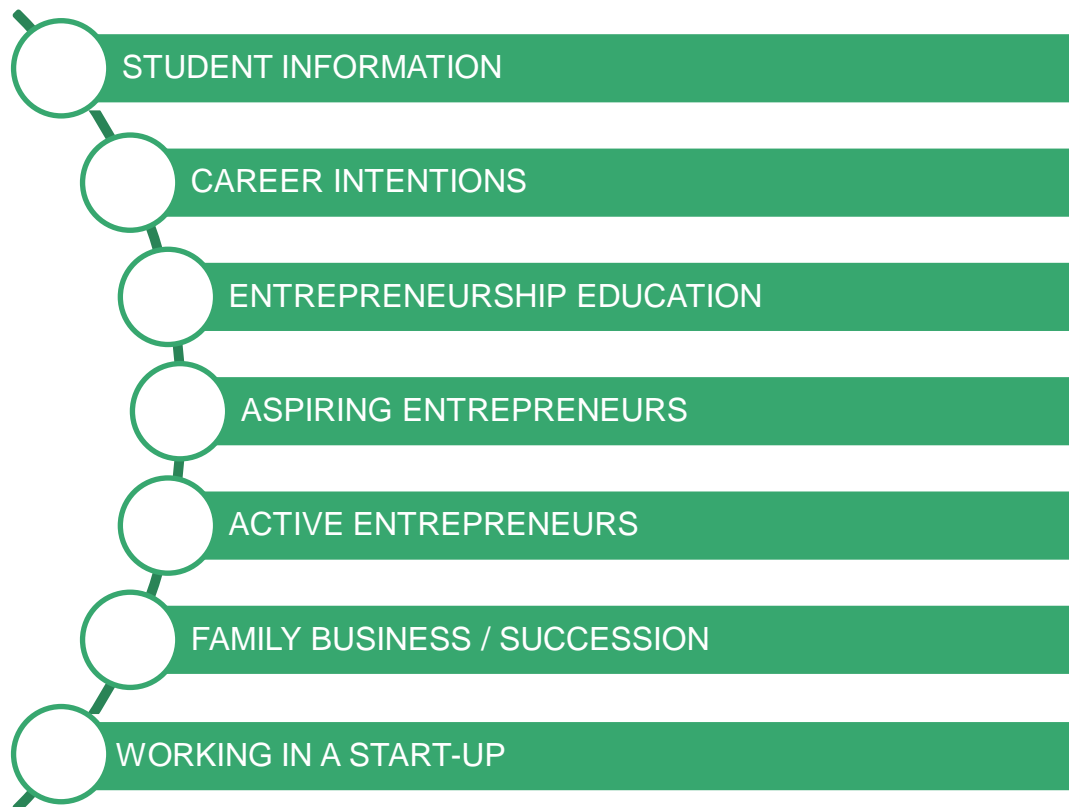 STUDENT INFORMATION
CAREER INTENTIONS
ENTREPRENEURSHIP EDUCATION
ASPIRING ENTREPRENEURS
ACTIVE ENTREPRENEURS
FAMILY BUSINESS / SUCCESSION
WORKING IN A START-UP